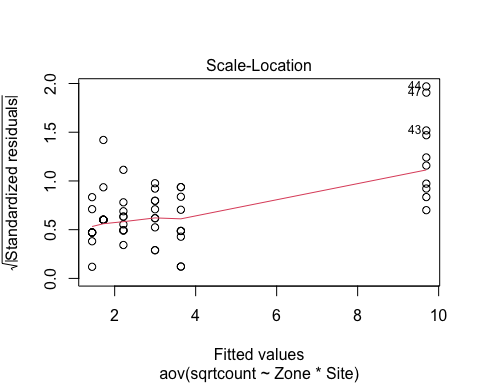 Scale-Location
√|Standardized residuals|
2.0
1.5
1.0
0.5
0.0
44
47
43
2 4 6 8 10
Fitted values
aov(sqrtcount ~ Zone * Site)